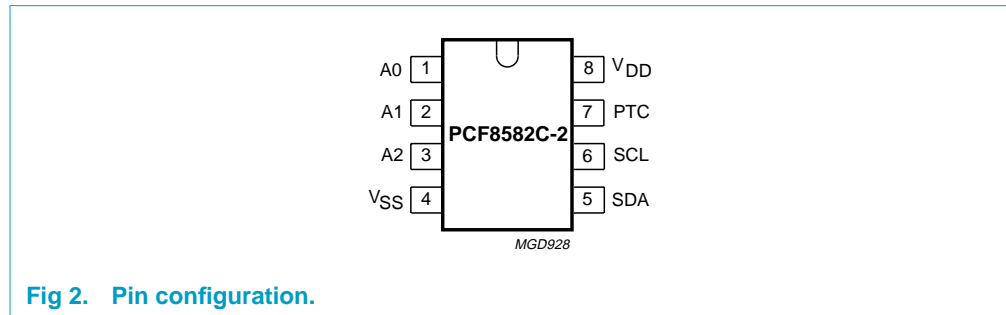 A0 1 8 VDD
A1 2 7 PTC
PCF8582C-2
A2 3 6 SCL
VSS 4 5 SDA
MGD928
Fig 2. Pin configuration.